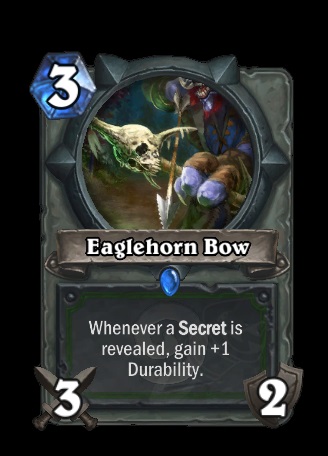 3
Eaglehorn Bow
Whenever a Secret is
revealed, gain +1
Durability.
3
2